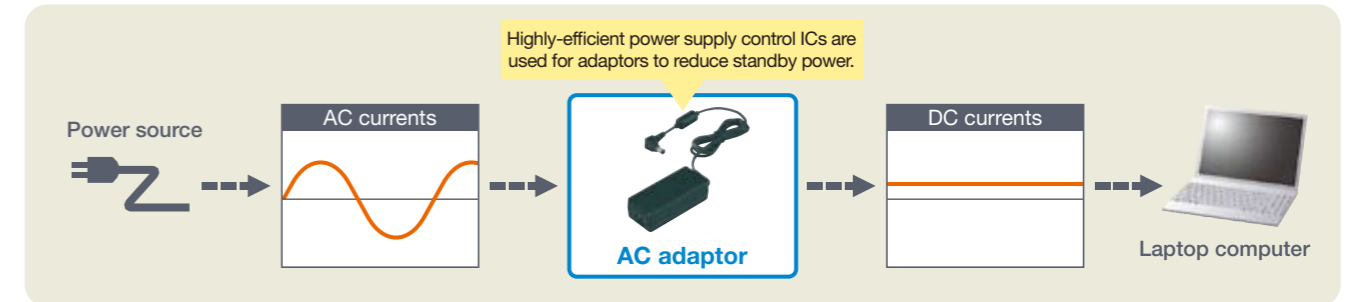 Highly-efficient power supply control ICs are
used for adaptors to reduce standby power.
Power source
AC currents
AC adaptor
DC currents
Laptop computer